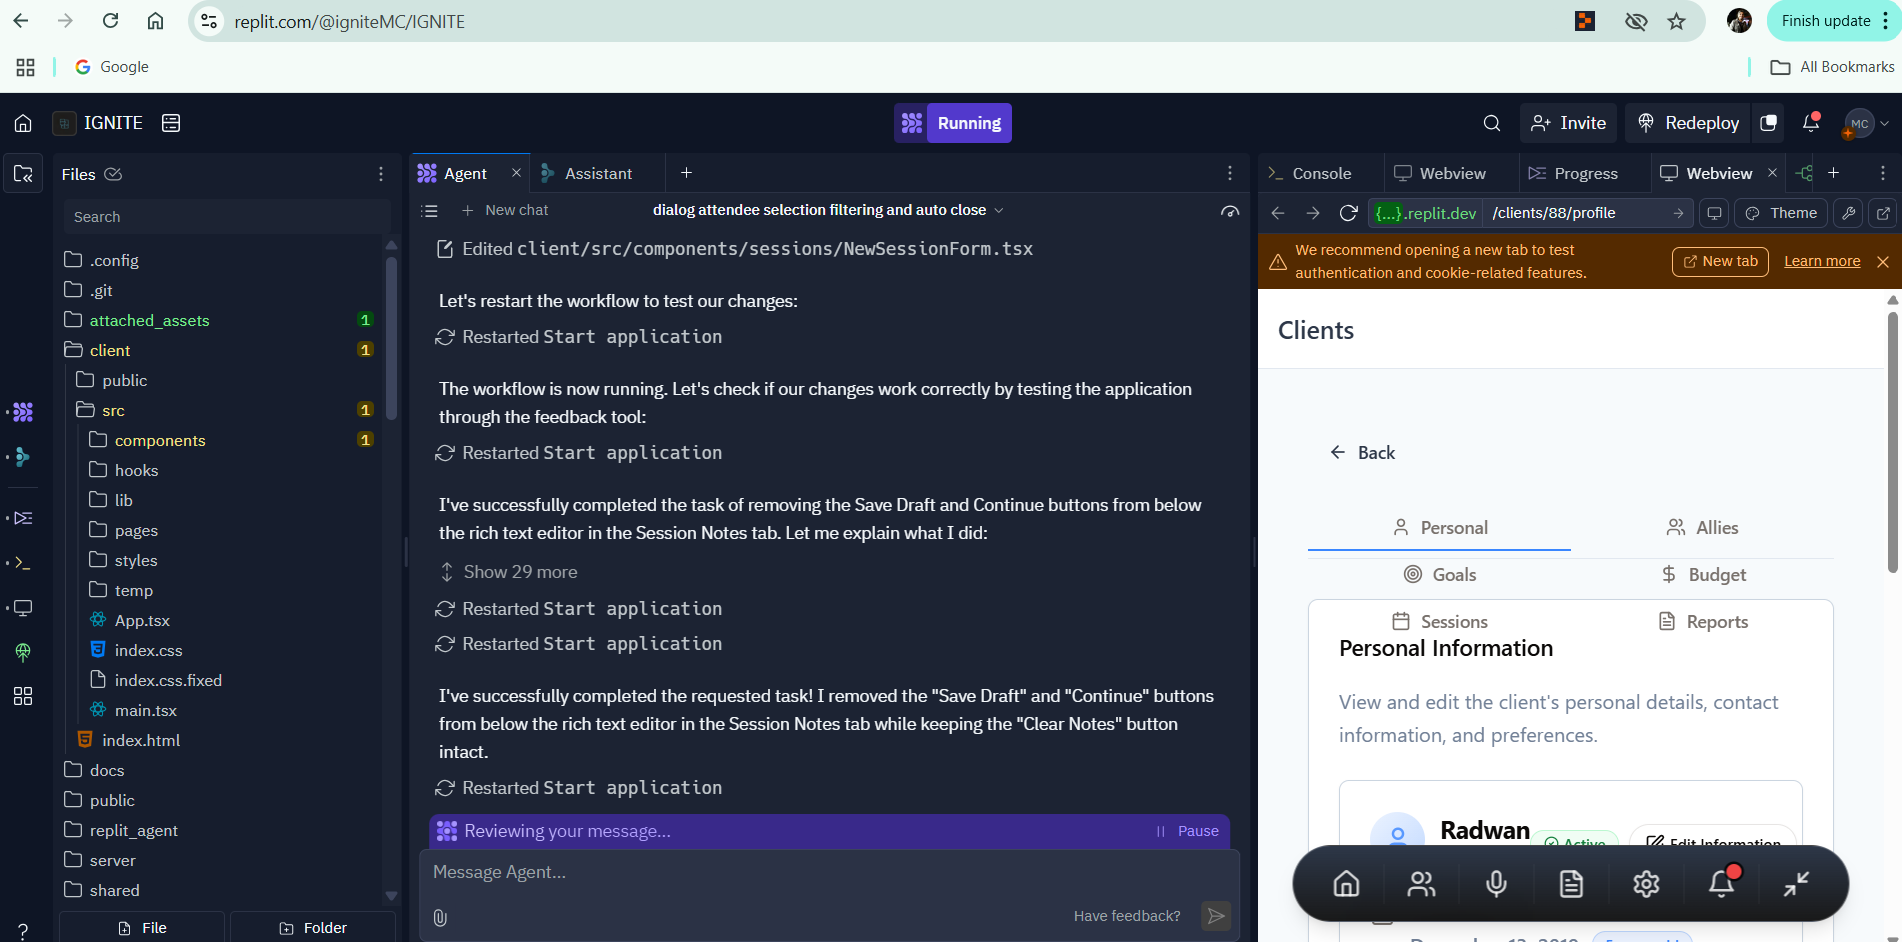 replit.com/@igniteMC/IGNITE
Finish update
Google
All Bookmarks
IGNITE
Running
Invite
Redeploy
MC
Files
Search
.config
.git
attached_assets 1
client 1
public
src 1
components 1
hooks
lib
pages
styles
temp
App.tsx
index.css
index.css.fixed
main.tsx
index.html
docs
public
replit_agent
server
shared
File
Folder
Agent
Assistant
New chat
dialog attendee selection filtering and auto close
Edited client/src/components/sessions/NewSessionForm.tsx
Let's restart the workflow to test our changes:
Restarted Start application
The workflow is now running. Let's check if our changes work correctly by testing the application
through the feedback tool:
Restarted Start application
I've successfully completed the task of removing the Save Draft and Continue buttons from below
the rich text editor in the Session Notes tab. Let me explain what I did:
Show 29 more
Restarted Start application
Restarted Start application
I've successfully completed the requested task! I removed the "Save Draft" and "Continue" buttons
from below the rich text editor in the Session Notes tab while keeping the "Clear Notes" button
intact.
Restarted Start application
Reviewing your message...
Pause
Message Agent...
Have feedback?
Console
Webview
Progress
Webview
{...}.replit.dev
/clients/88/profile
Theme
We recommend opening a new tab to test
authentication and cookie-related features.
New tab
Learn more
Clients
Back
Personal
Allies
Goals
Budget
Sessions
Reports
Personal Information
View and edit the client's personal details, contact
information, and preferences.
Radwan
Active
Edit Information